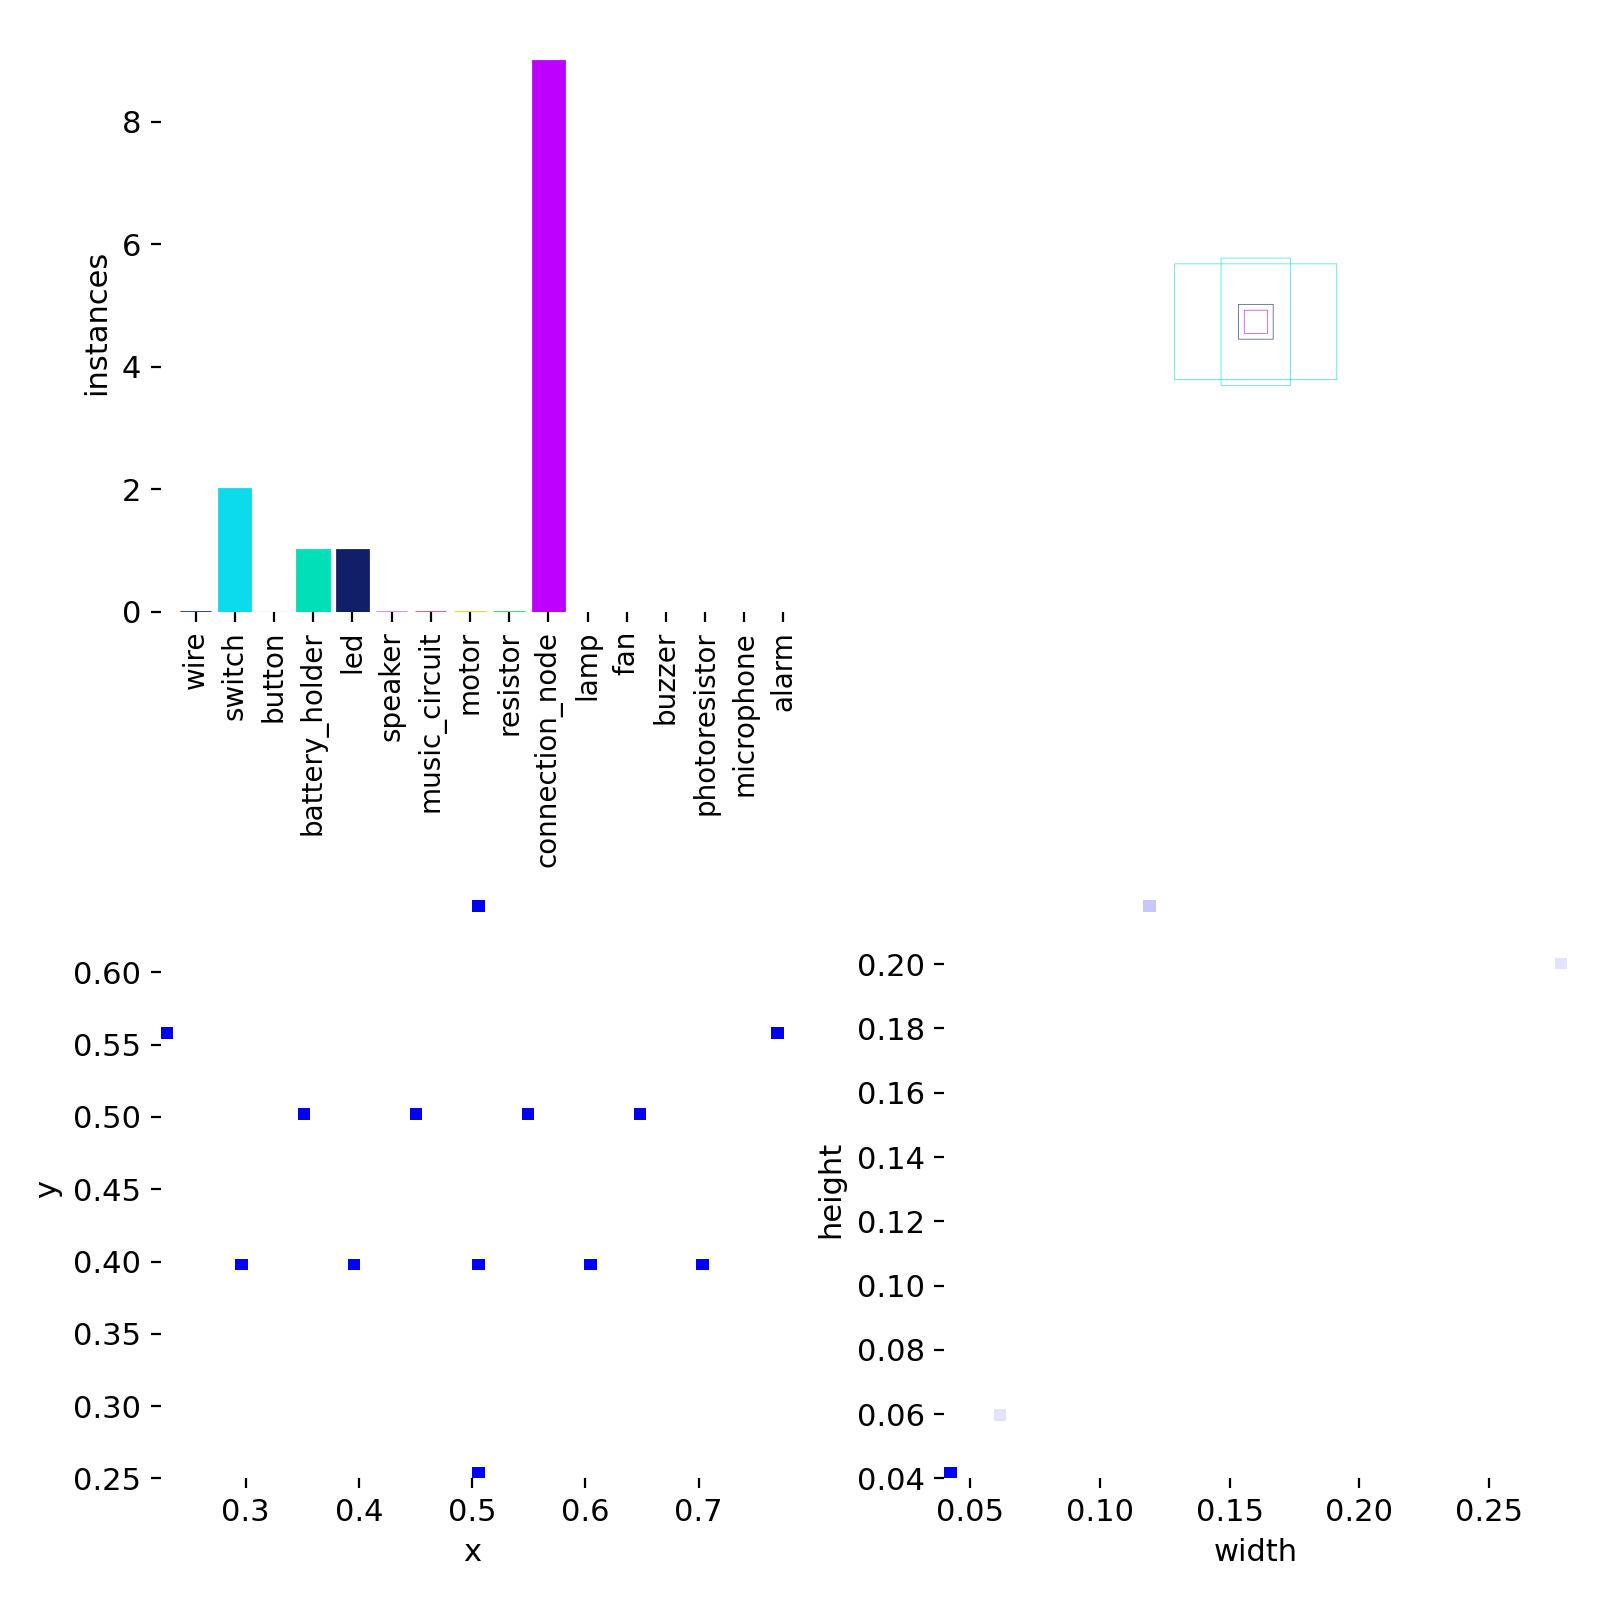 instances
8
6
4
2
0
wire
switch
button
battery_holder
led
speaker
music_circuit
motor
resistor
connection_node
lamp
fan
buzzer
photoresistor
microphone
alarm
y
0.60
0.55
0.50
0.45
0.40
0.35
0.30
0.25
0.3 0.4 0.5 0.6 0.7
x
height
0.20
0.18
0.16
0.14
0.12
0.10
0.08
0.06
0.04
0.05 0.10 0.15 0.20 0.25
width